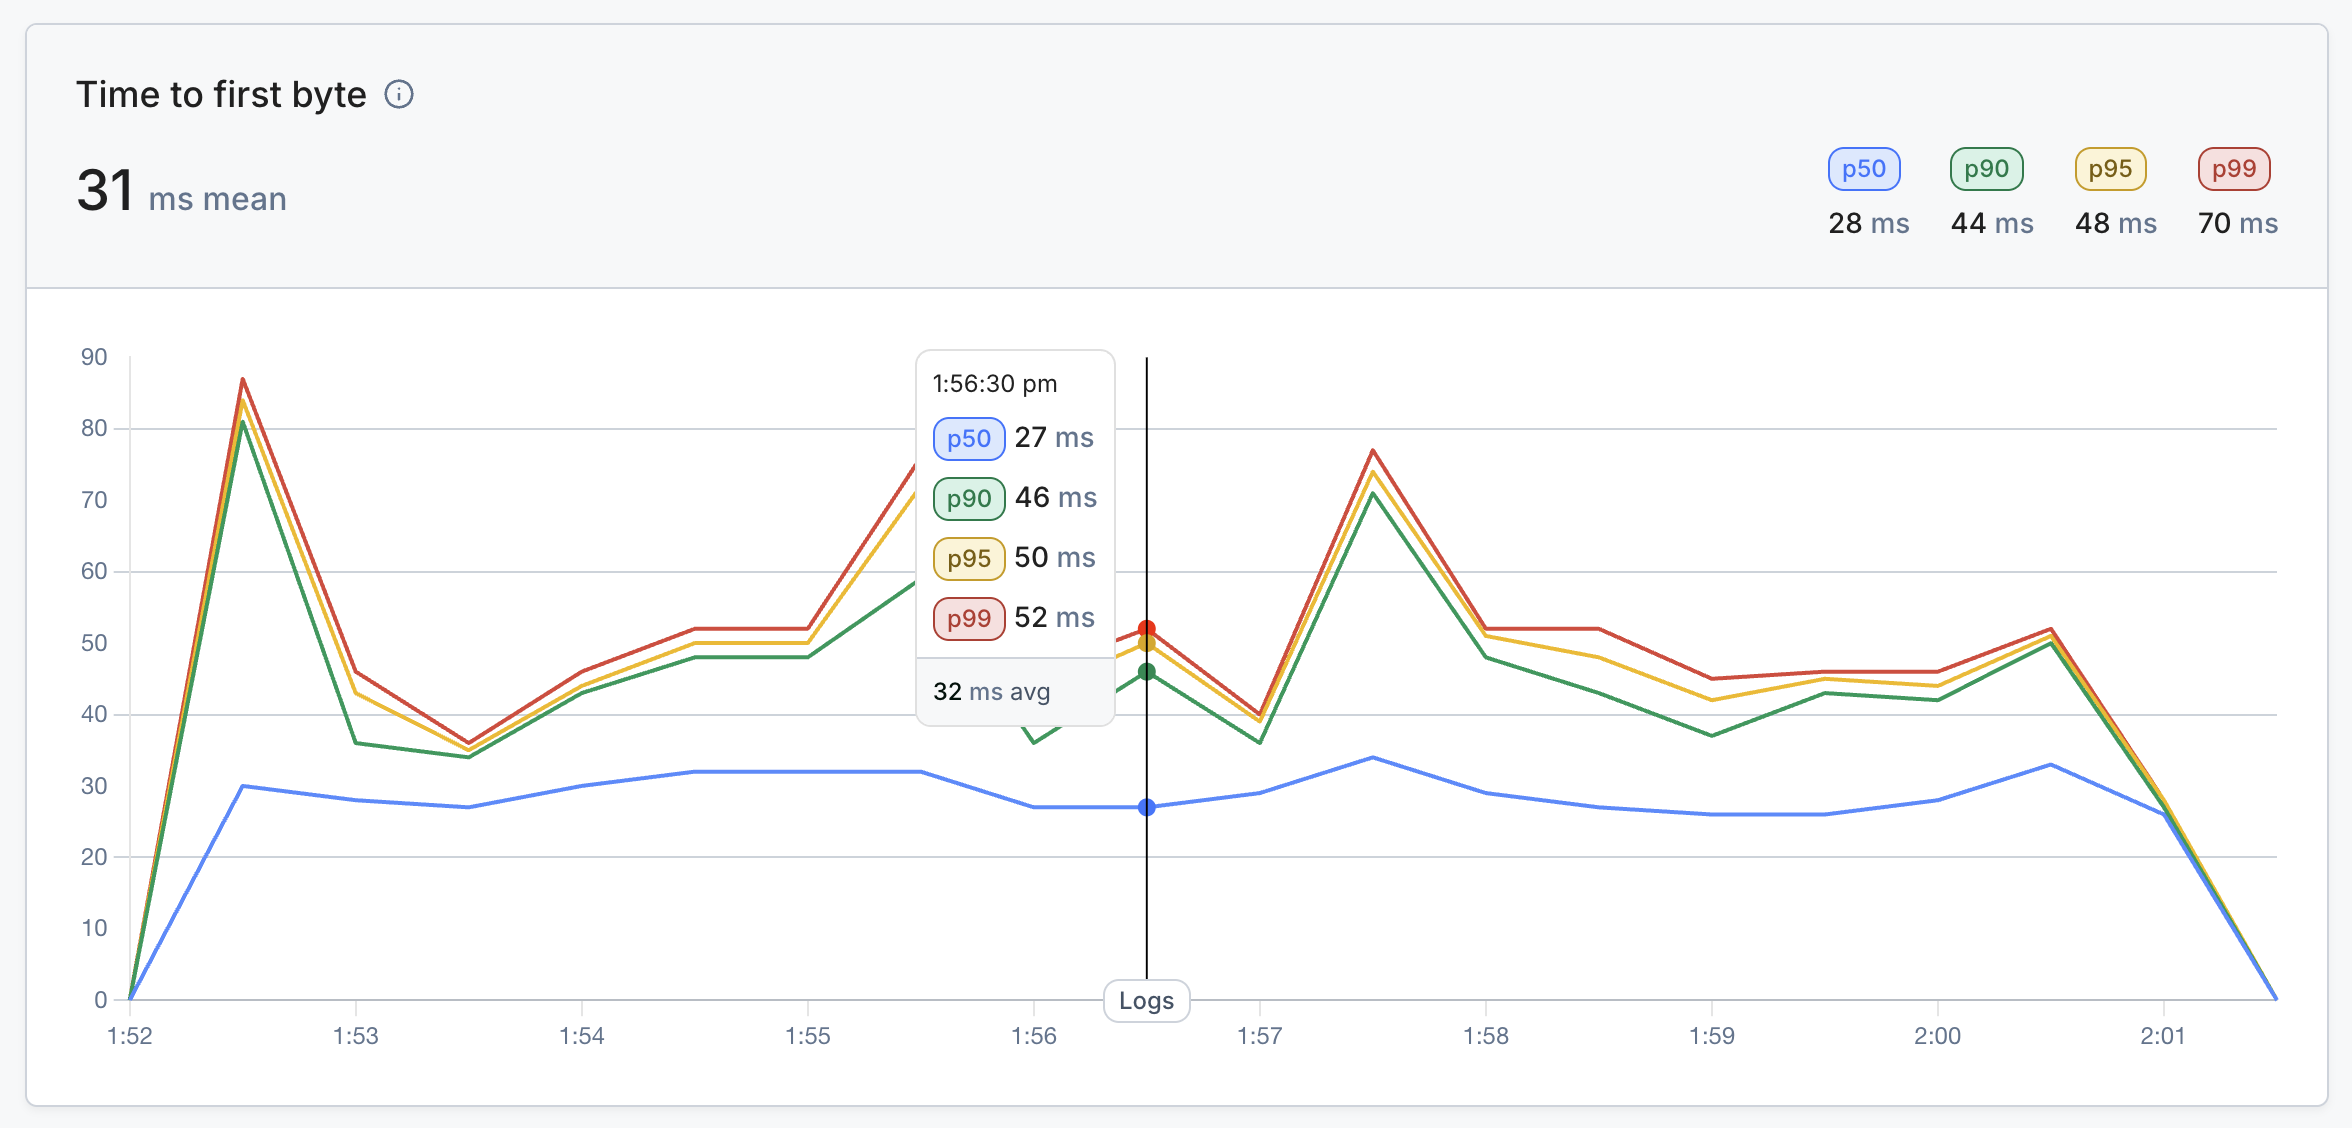 Time to first byte
31 ms mean
p50 p90 p95 p99
28 ms 44 ms 48 ms 70 ms
90
80
70
60
50
40
30
20
10
0
1:56:30 pm
p50 27 ms
p90 46 ms
p95 50 ms
p99 52 ms
32 ms avg
Logs
1:52 1:53 1:54 1:55 1:56 1:57 1:58 1:59 2:00 2:01